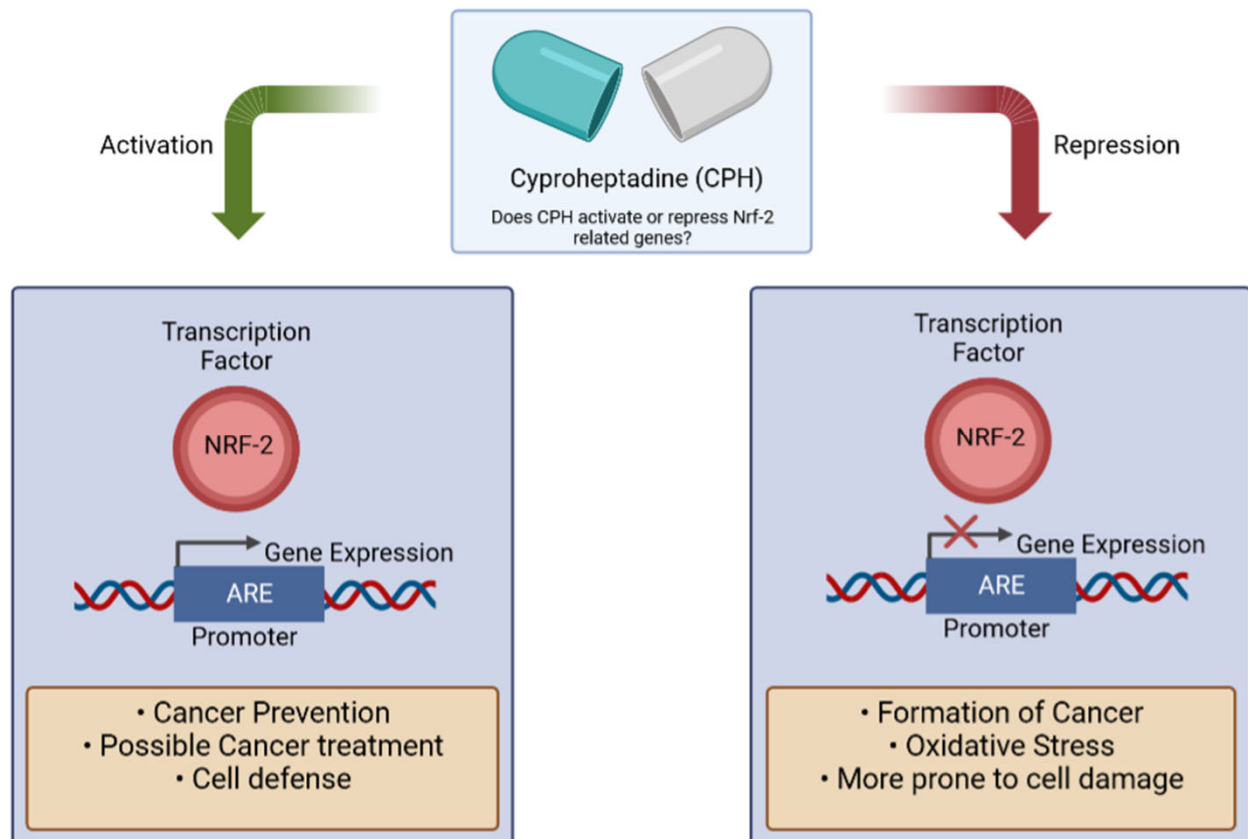 Cyproheptadine (CPH)
Does CPH activate or repress Nrf-2
related genes?
Activation
Repression
Transcription
Factor
NRF-2
Gene Expression
ARE
Promoter
• Cancer Prevention
• Possible Cancer treatment
• Cell defense
Transcription
Factor
NRF-2
Gene Expression
ARE
Promoter
• Formation of Cancer
• Oxidative Stress
• More prone to cell damage